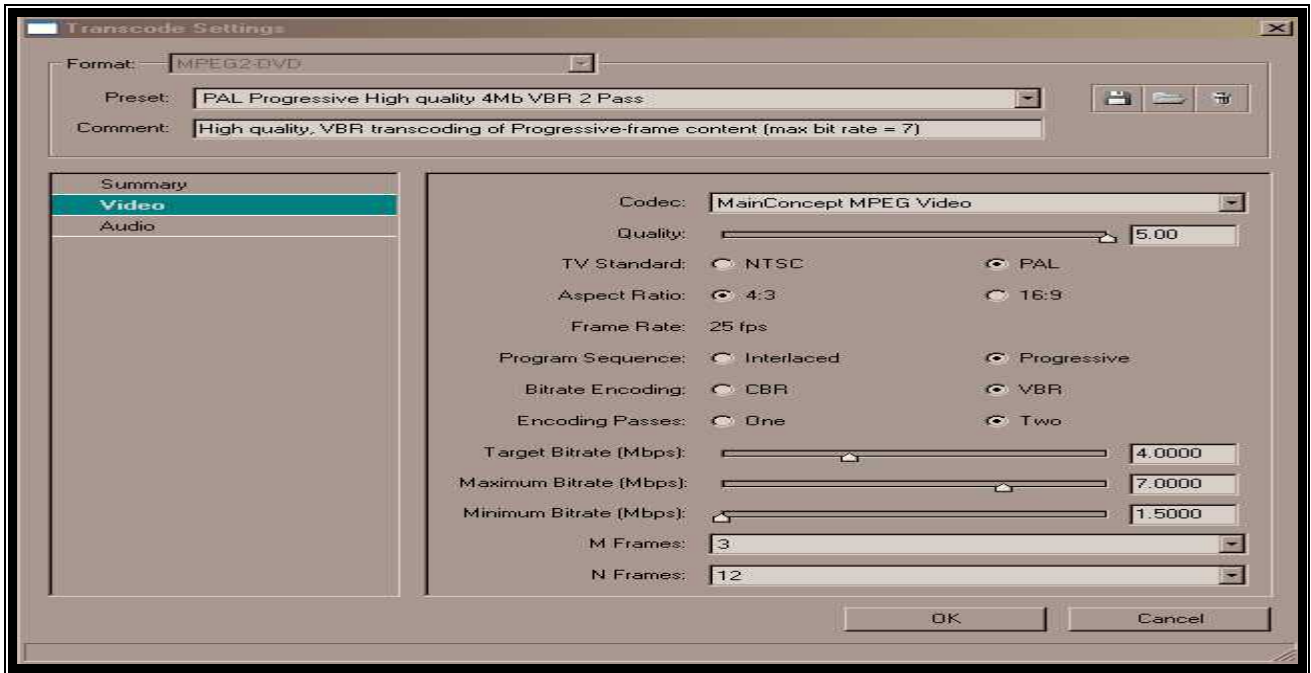 Transcode Settings
Format: MPEG2-DVD
Preset: PAL Progressive High quality 4Mb VBR 2 Pass
Comment: High quality, VBR transcoding of Progressive-frame content (max bit rate = 7)
Summary
Video
Audio
Codec: MainConcept MPEG Video
Quality: 5.00
TV Standard: NTSC PAL
Aspect Ratio: 4:3 16:9
Frame Rate: 25 fps
Program Sequence: Interlaced Progressive
Bitrate Encoding: CBR VBR
Encoding Passes: One Two
Target Bitrate (Mbps): 4.0000
Maximum Bitrate (Mbps): 7.0000
Minimum Bitrate (Mbps): 1.5000
M Frames: 3
N Frames: 12
OK Cancel